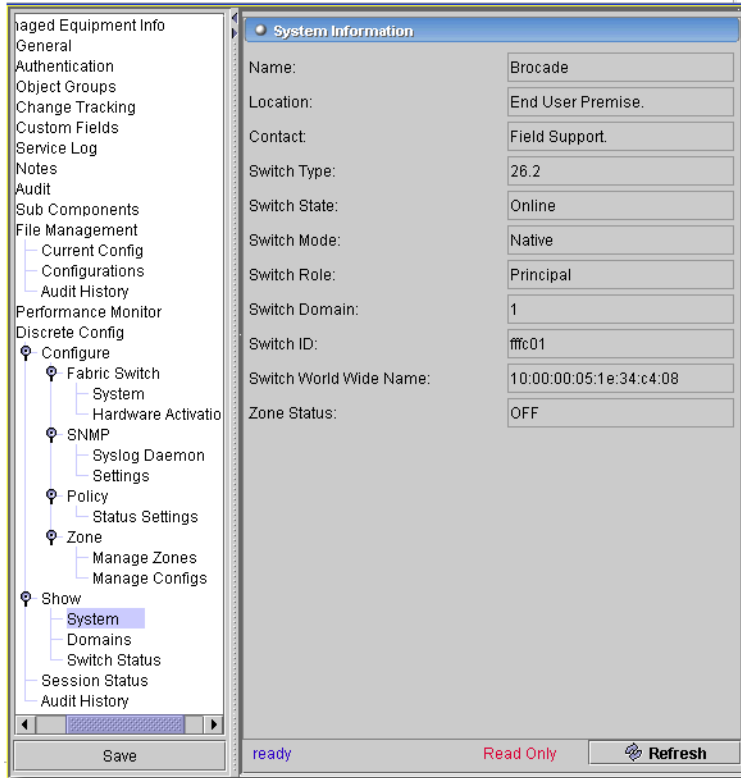 naged Equipment Info
General
Authentication
Object Groups
Change Tracking
Custom Fields
Service Log
Notes
Audit
Sub Components
File Management
Current Config
Configurations
Audit History
Performance Monitor
Discrete Config
Configure
Fabric Switch
System
Hardware Activatio
SNMP
Syslog Daemon
Settings
Policy
Status Settings
Zone
Manage Zones
Manage Configs
Show
System
Domains
Switch Status
Session Status
Audit History
Save
System Information
Name: Brocade
Location: End User Premise.
Contact: Field Support.
Switch Type: 26.2
Switch State: Online
Switch Mode: Native
Switch Role: Principal
Switch Domain: 1
Switch ID: fffc01
Switch World Wide Name: 10:00:00:05:1e:34:c4:08
Zone Status: OFF
ready Read Only Refresh